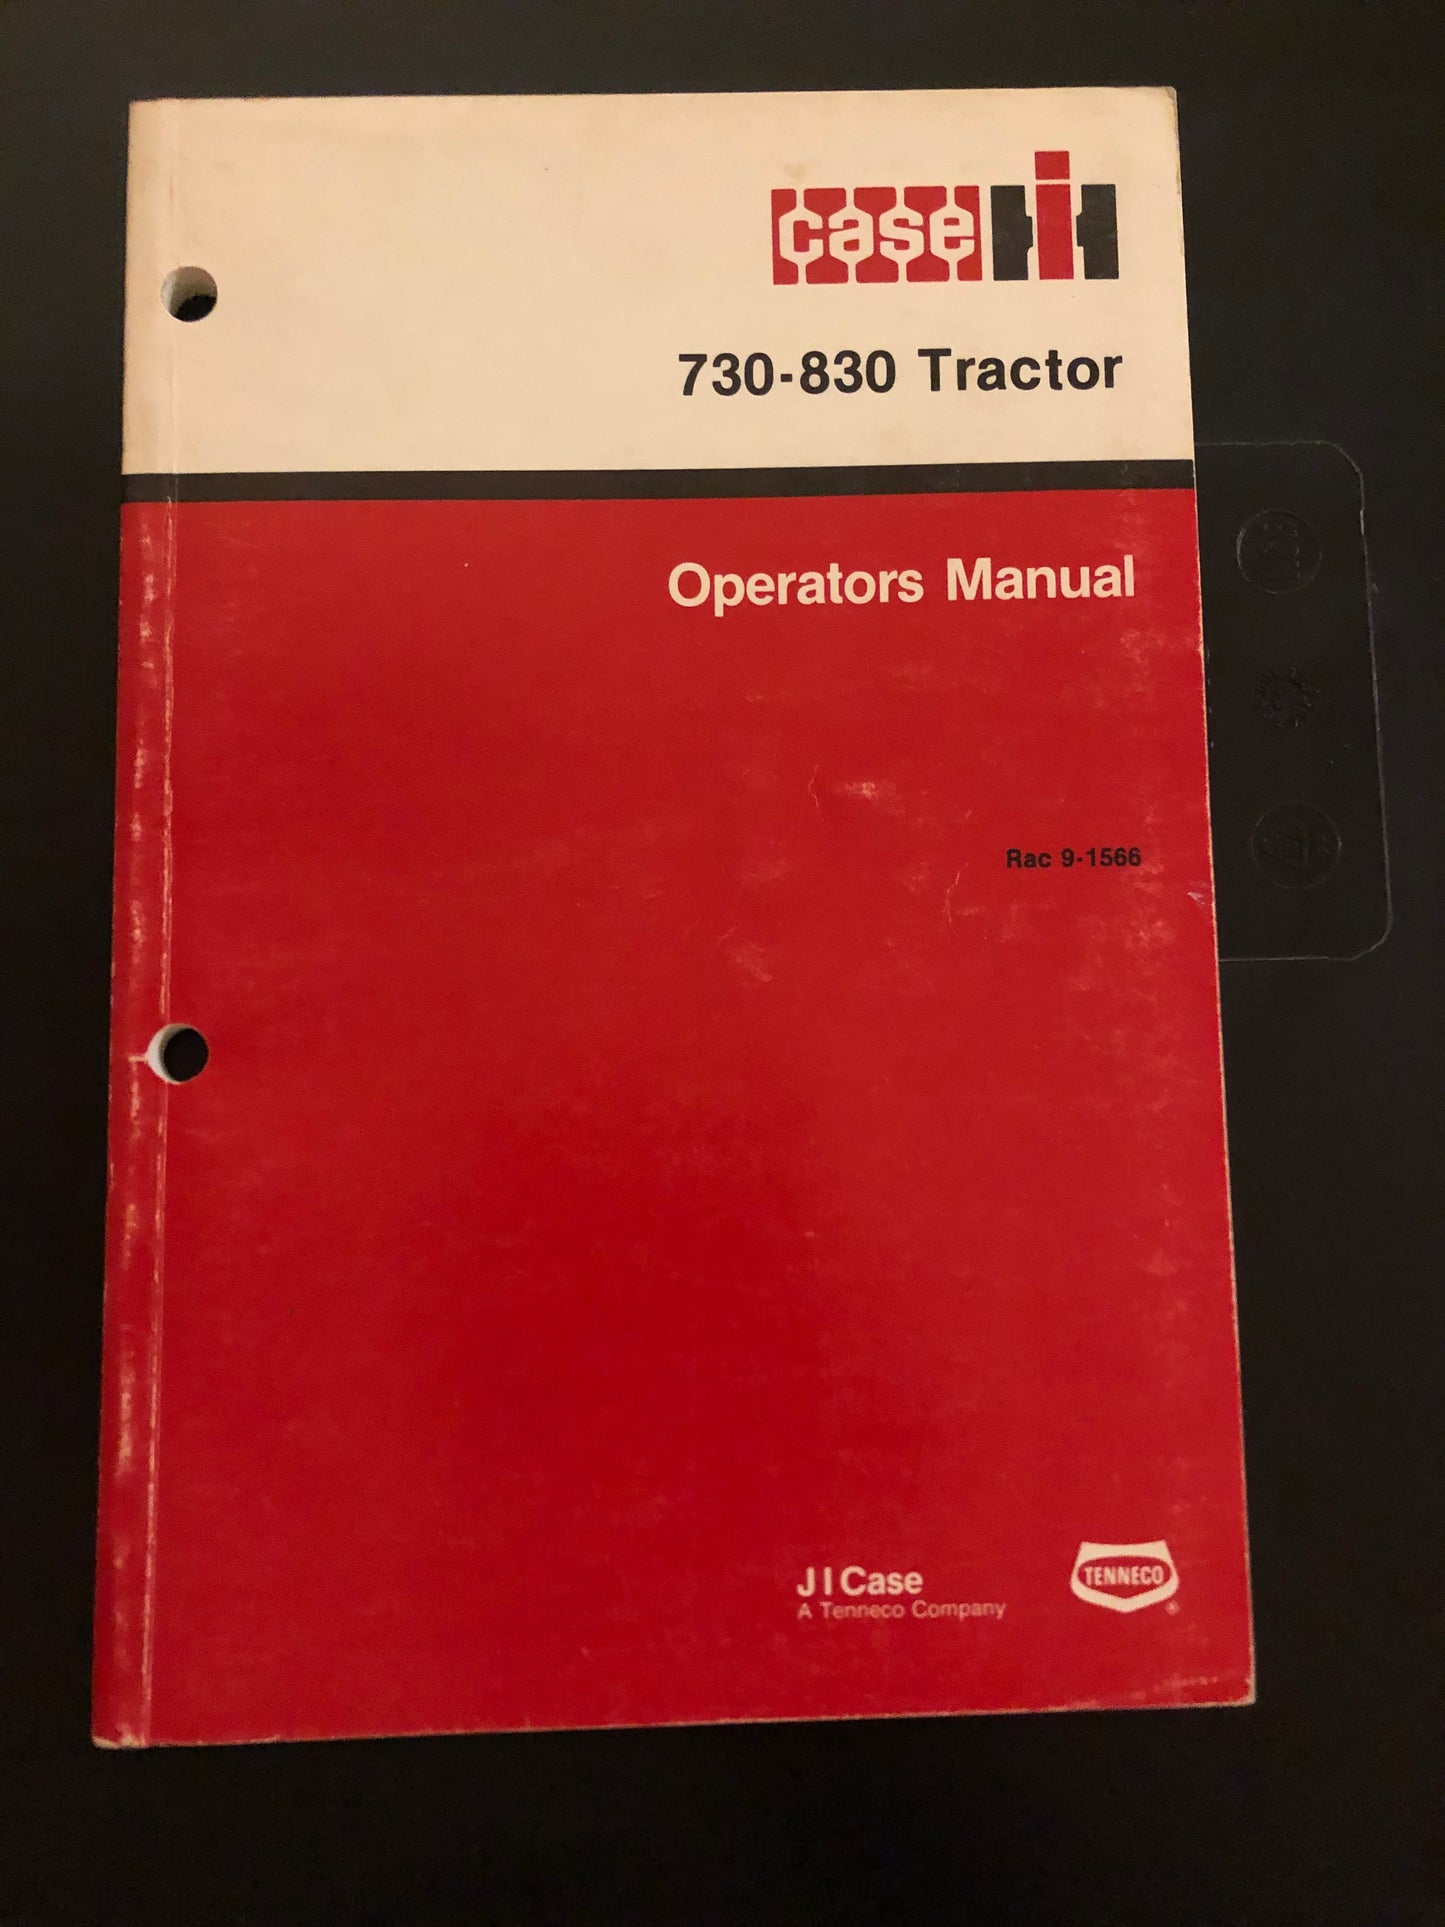 case IH
730-830 Tractor
Operators Manual
Rac 9-1566
J I Case
A Tenneco Company
TENNECO
®